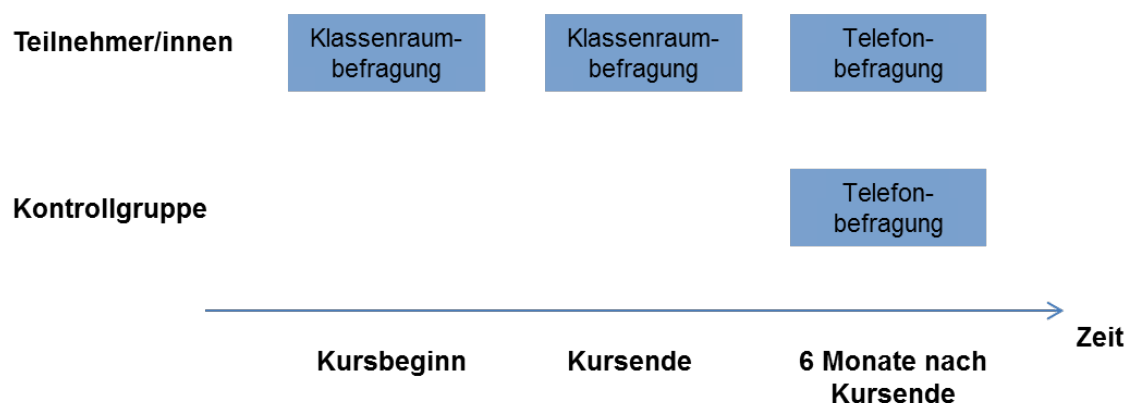 Teilnehmer/innen
Klassenraum-
befragung
Klassenraum-
befragung
Telefon-
befragung
Kontrollgruppe
Telefon-
befragung
Zeit
Kursbeginn
Kursende
6 Monate nach
Kursende